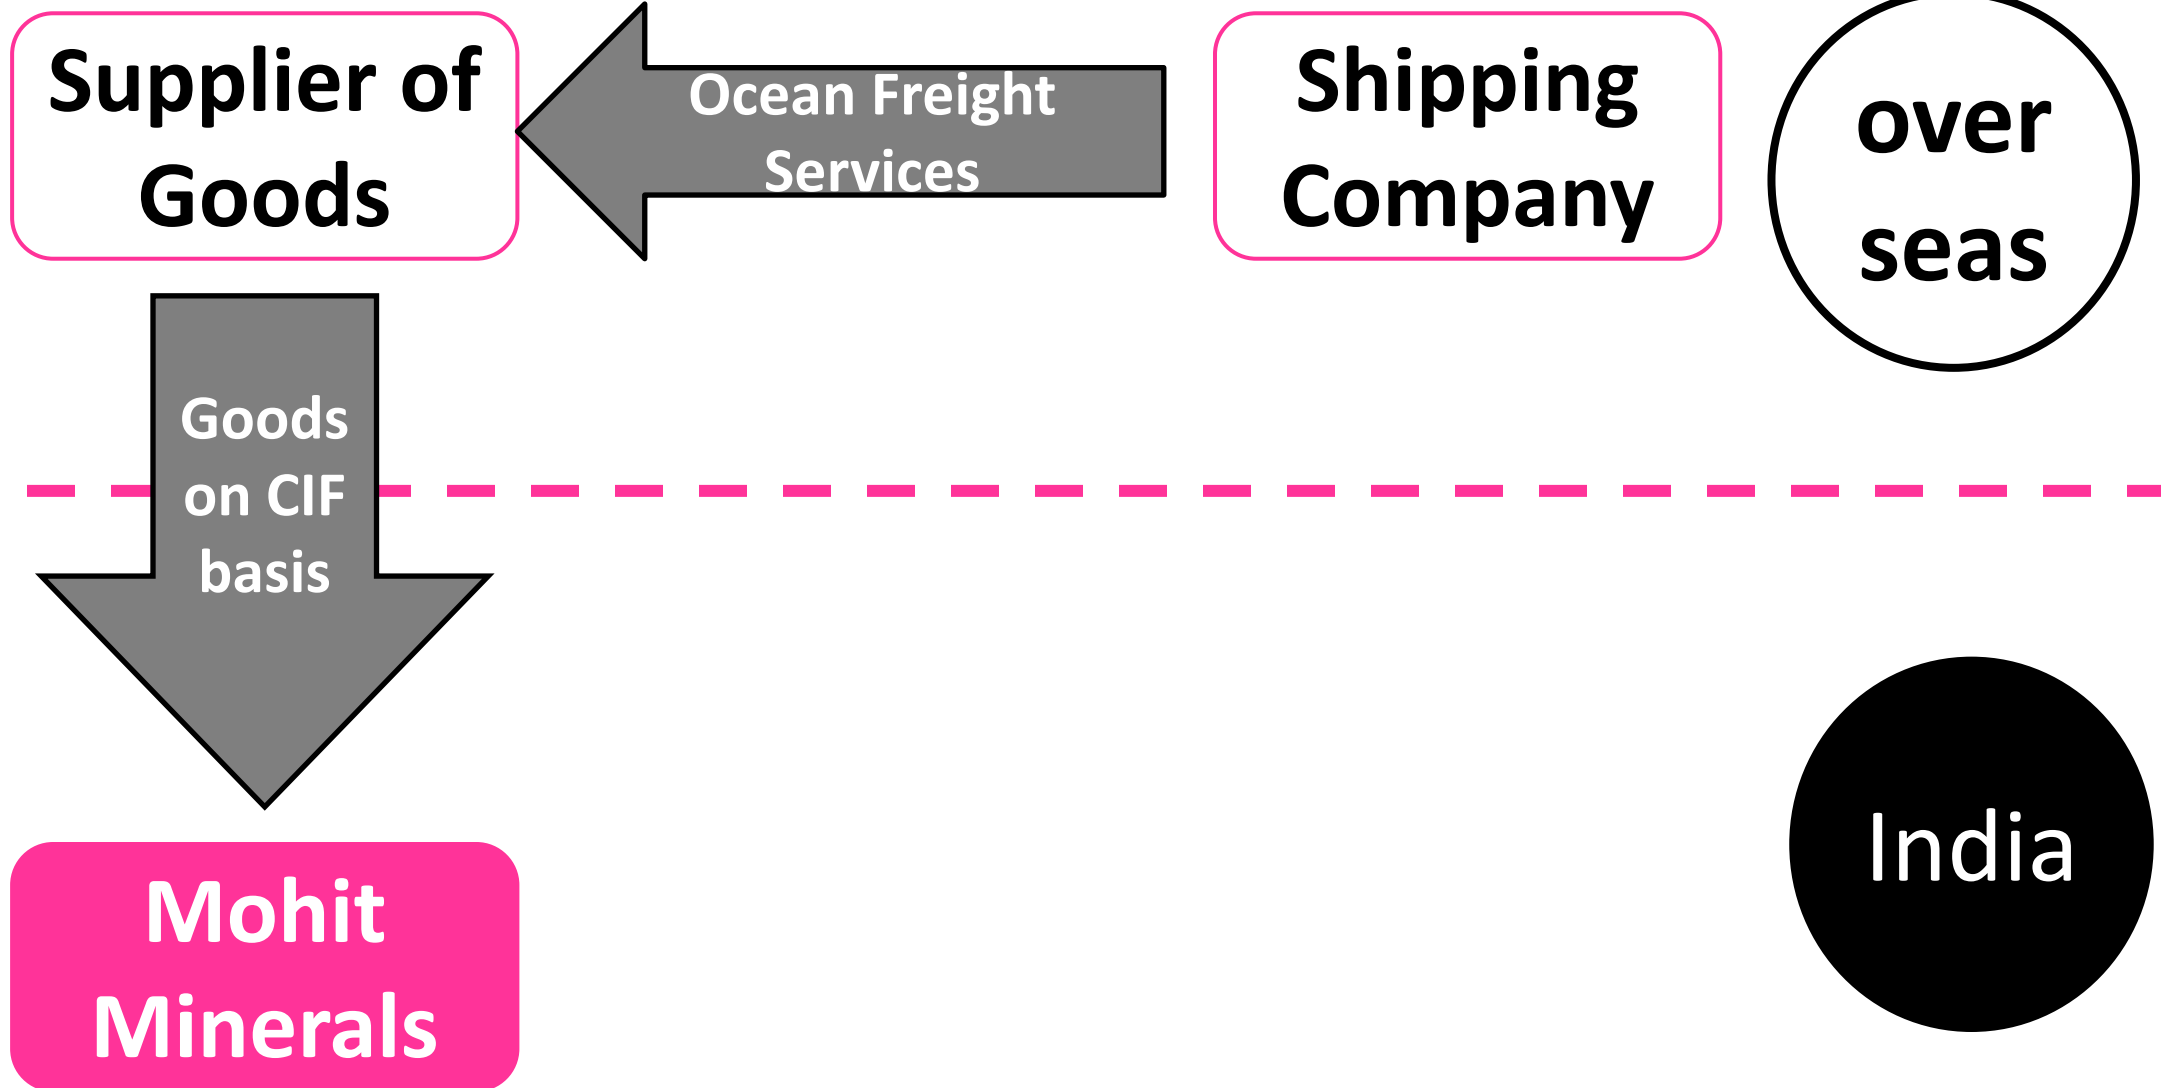 Supplier of
Goods
Ocean Freight
Services
Shipping
Company
over
seas
Goods
on CIF
basis
India
Mohit
Minerals